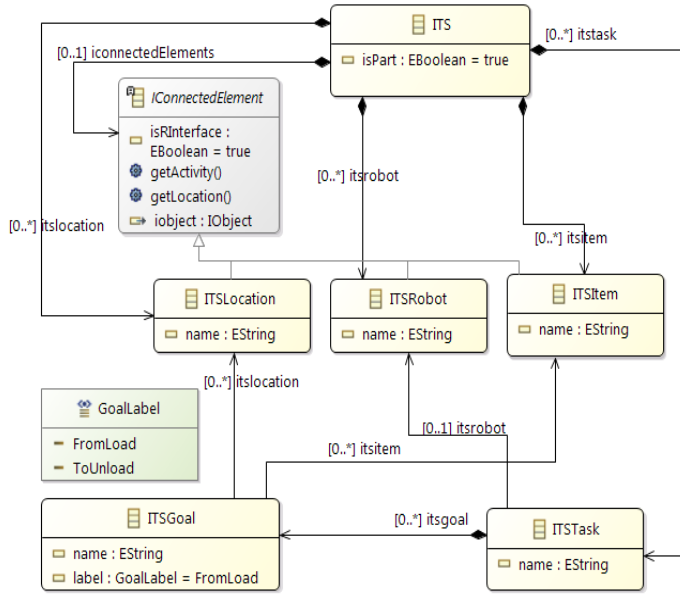 ITS
[0..*] itstask
isPart : EBoolean = true
[0..1] iconnectedElements
IConnectedElement
isRInterface :
EBoolean = true
getActivity()
getLocation()
iobject : IObject
[0..*] itsrobot
[0..*] itslocation
[0..*] itsitem
ITSLocation
name : EString
ITSRobot
name : EString
ITSItem
name : EString
[0..*] itslocation
GoalLabel
FromLoad
ToUnload
[0..1] itsrobot
[0..*] itsitem
ITSGoal
name : EString
label : GoalLabel = FromLoad
[0..*] itsgoal
ITSTask
name : EString